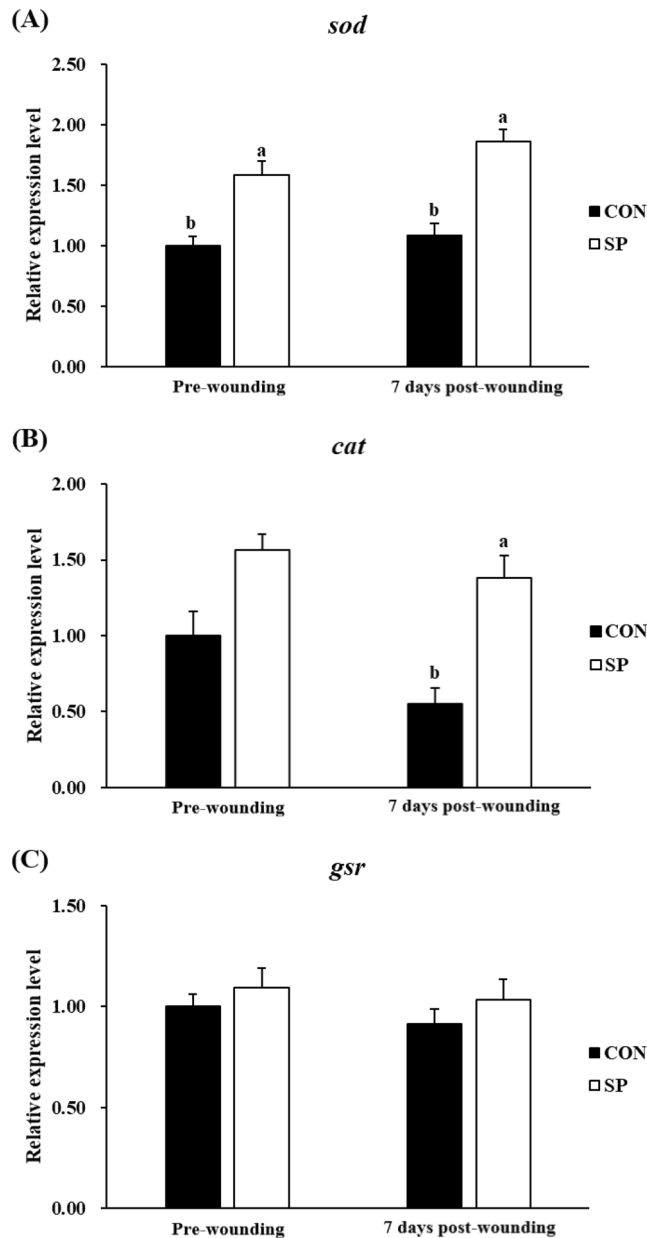 (A)
sod
Relative expression level
2.50
2.00
1.50
1.00
0.50
0.00
b
a
b
a
Pre-wounding
7 days post-wounding
CON
SP
(B)
cat
Relative expression level
2.00
1.50
1.00
0.50
0.00
b
a
Pre-wounding
7 days post-wounding
CON
SP
(C)
gsr
Relative expression level
1.50
1.00
0.50
0.00
Pre-wounding
7 days post-wounding
CON
SP